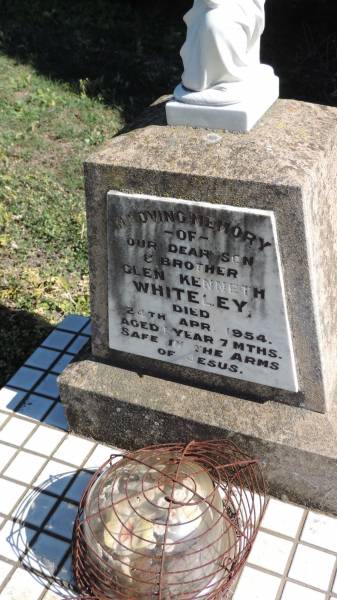 IN LOVING MEMORY
-OF-
OUR DEAR SON
& BROTHER
GLEN KENNETH
WHITELEY.
DIED
24TH APR. 1954.
AGED 1 YEAR 7 MTHS.
SAFE IN THE ARMS
OF JESUS.